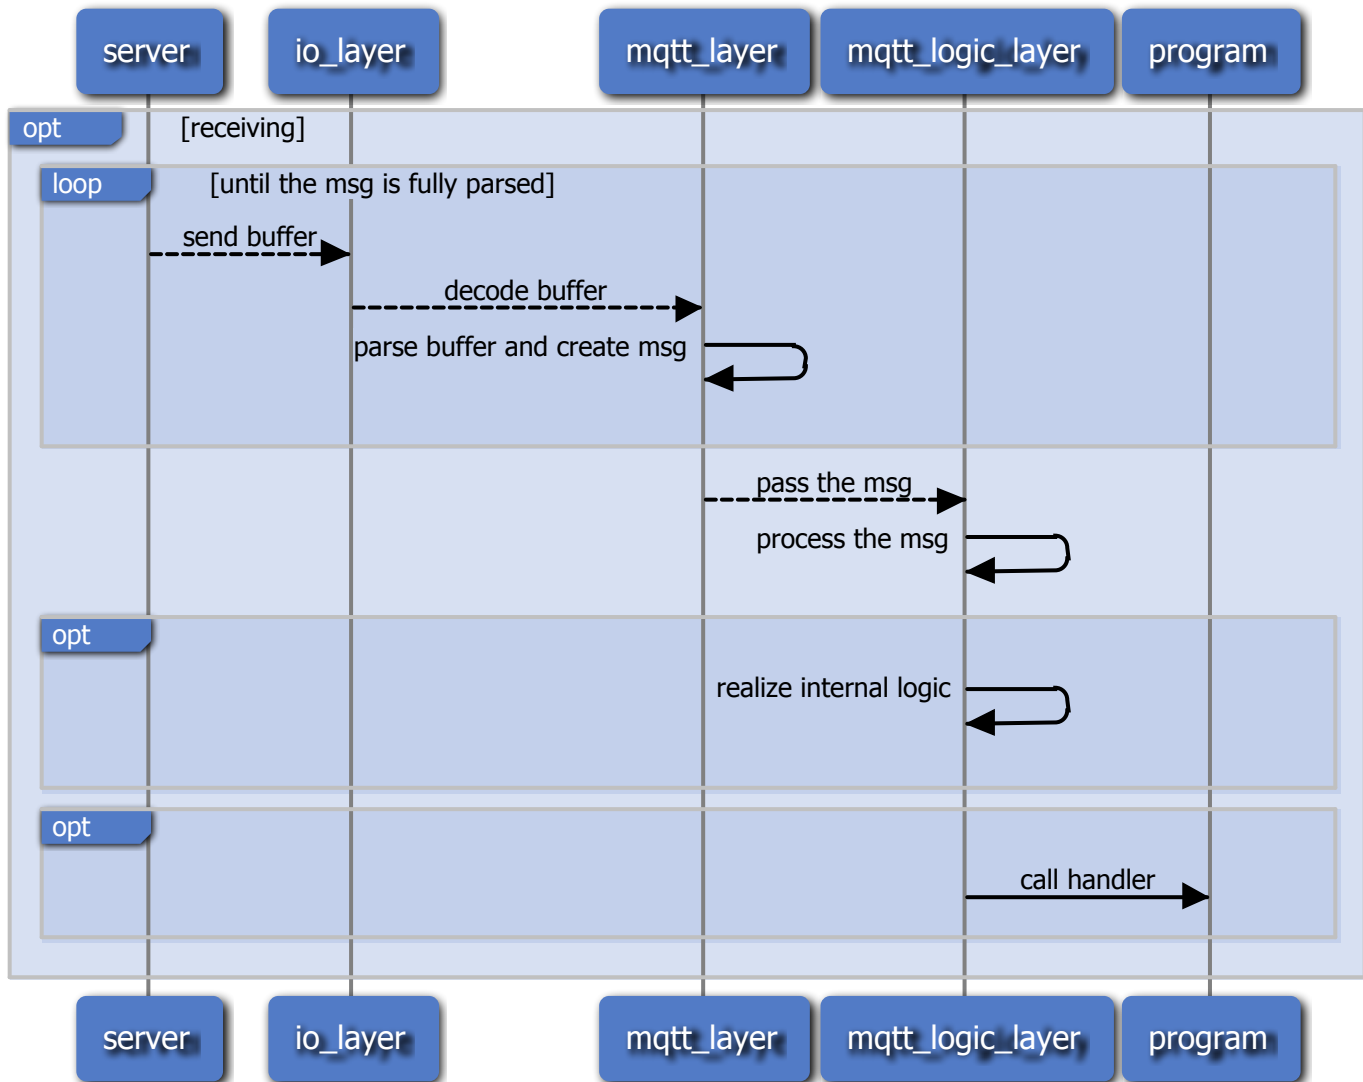 server io_layer mqtt_layer mqtt_logic_layer program
opt [receiving]
loop [until the msg is fully parsed]
send buffer
decode buffer
parse buffer and create msg
pass the msg
process the msg
opt
realize internal logic
opt
call handler
server io_layer mqtt_layer mqtt_logic_layer program